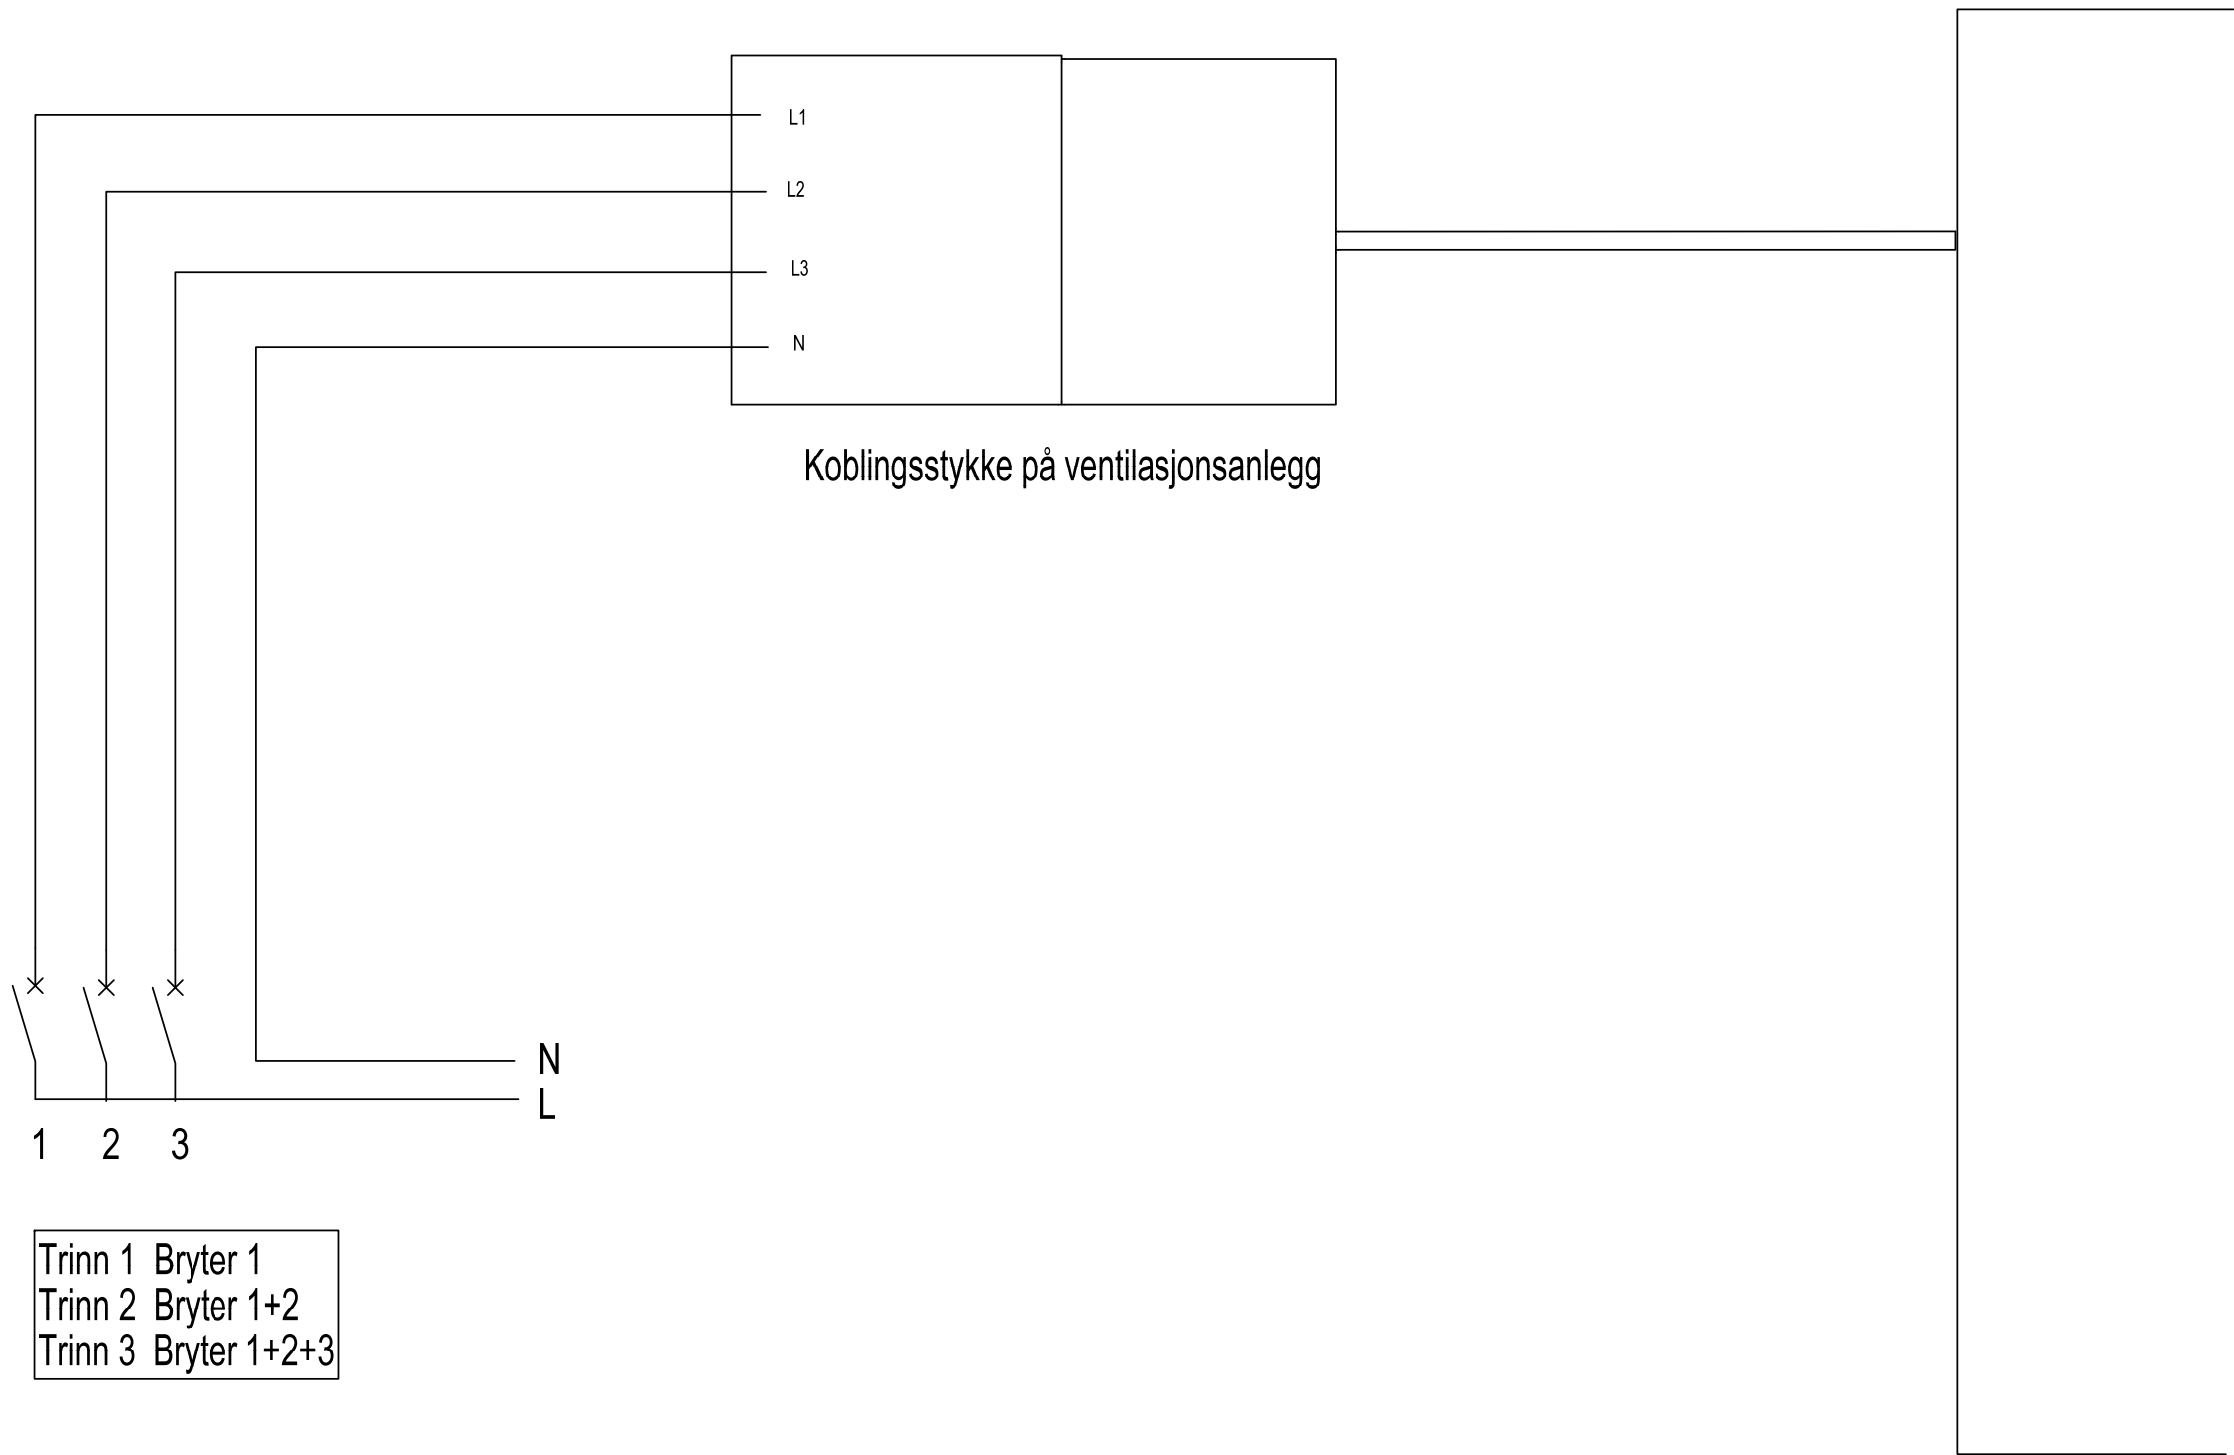 L1
L2
L3
N
Koblingsstykke på ventilasjonsanlegg
N
L
1 2 3
Trinn 1 Bryter 1
Trinn 2 Bryter 1+2
Trinn 3 Bryter 1+2+3